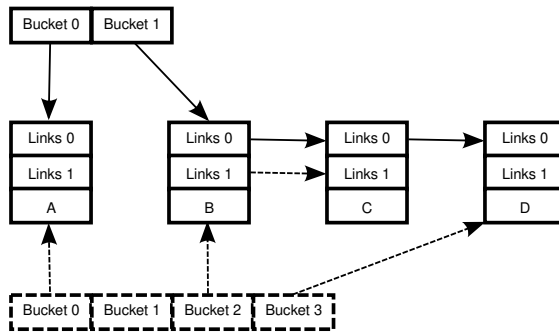 Bucket 0 Bucket 1
Links 0 Links 0 Links 0 Links 0
Links 1 Links 1 Links 1 Links 1
A B C D
Bucket 0 Bucket 1 Bucket 2 Bucket 3